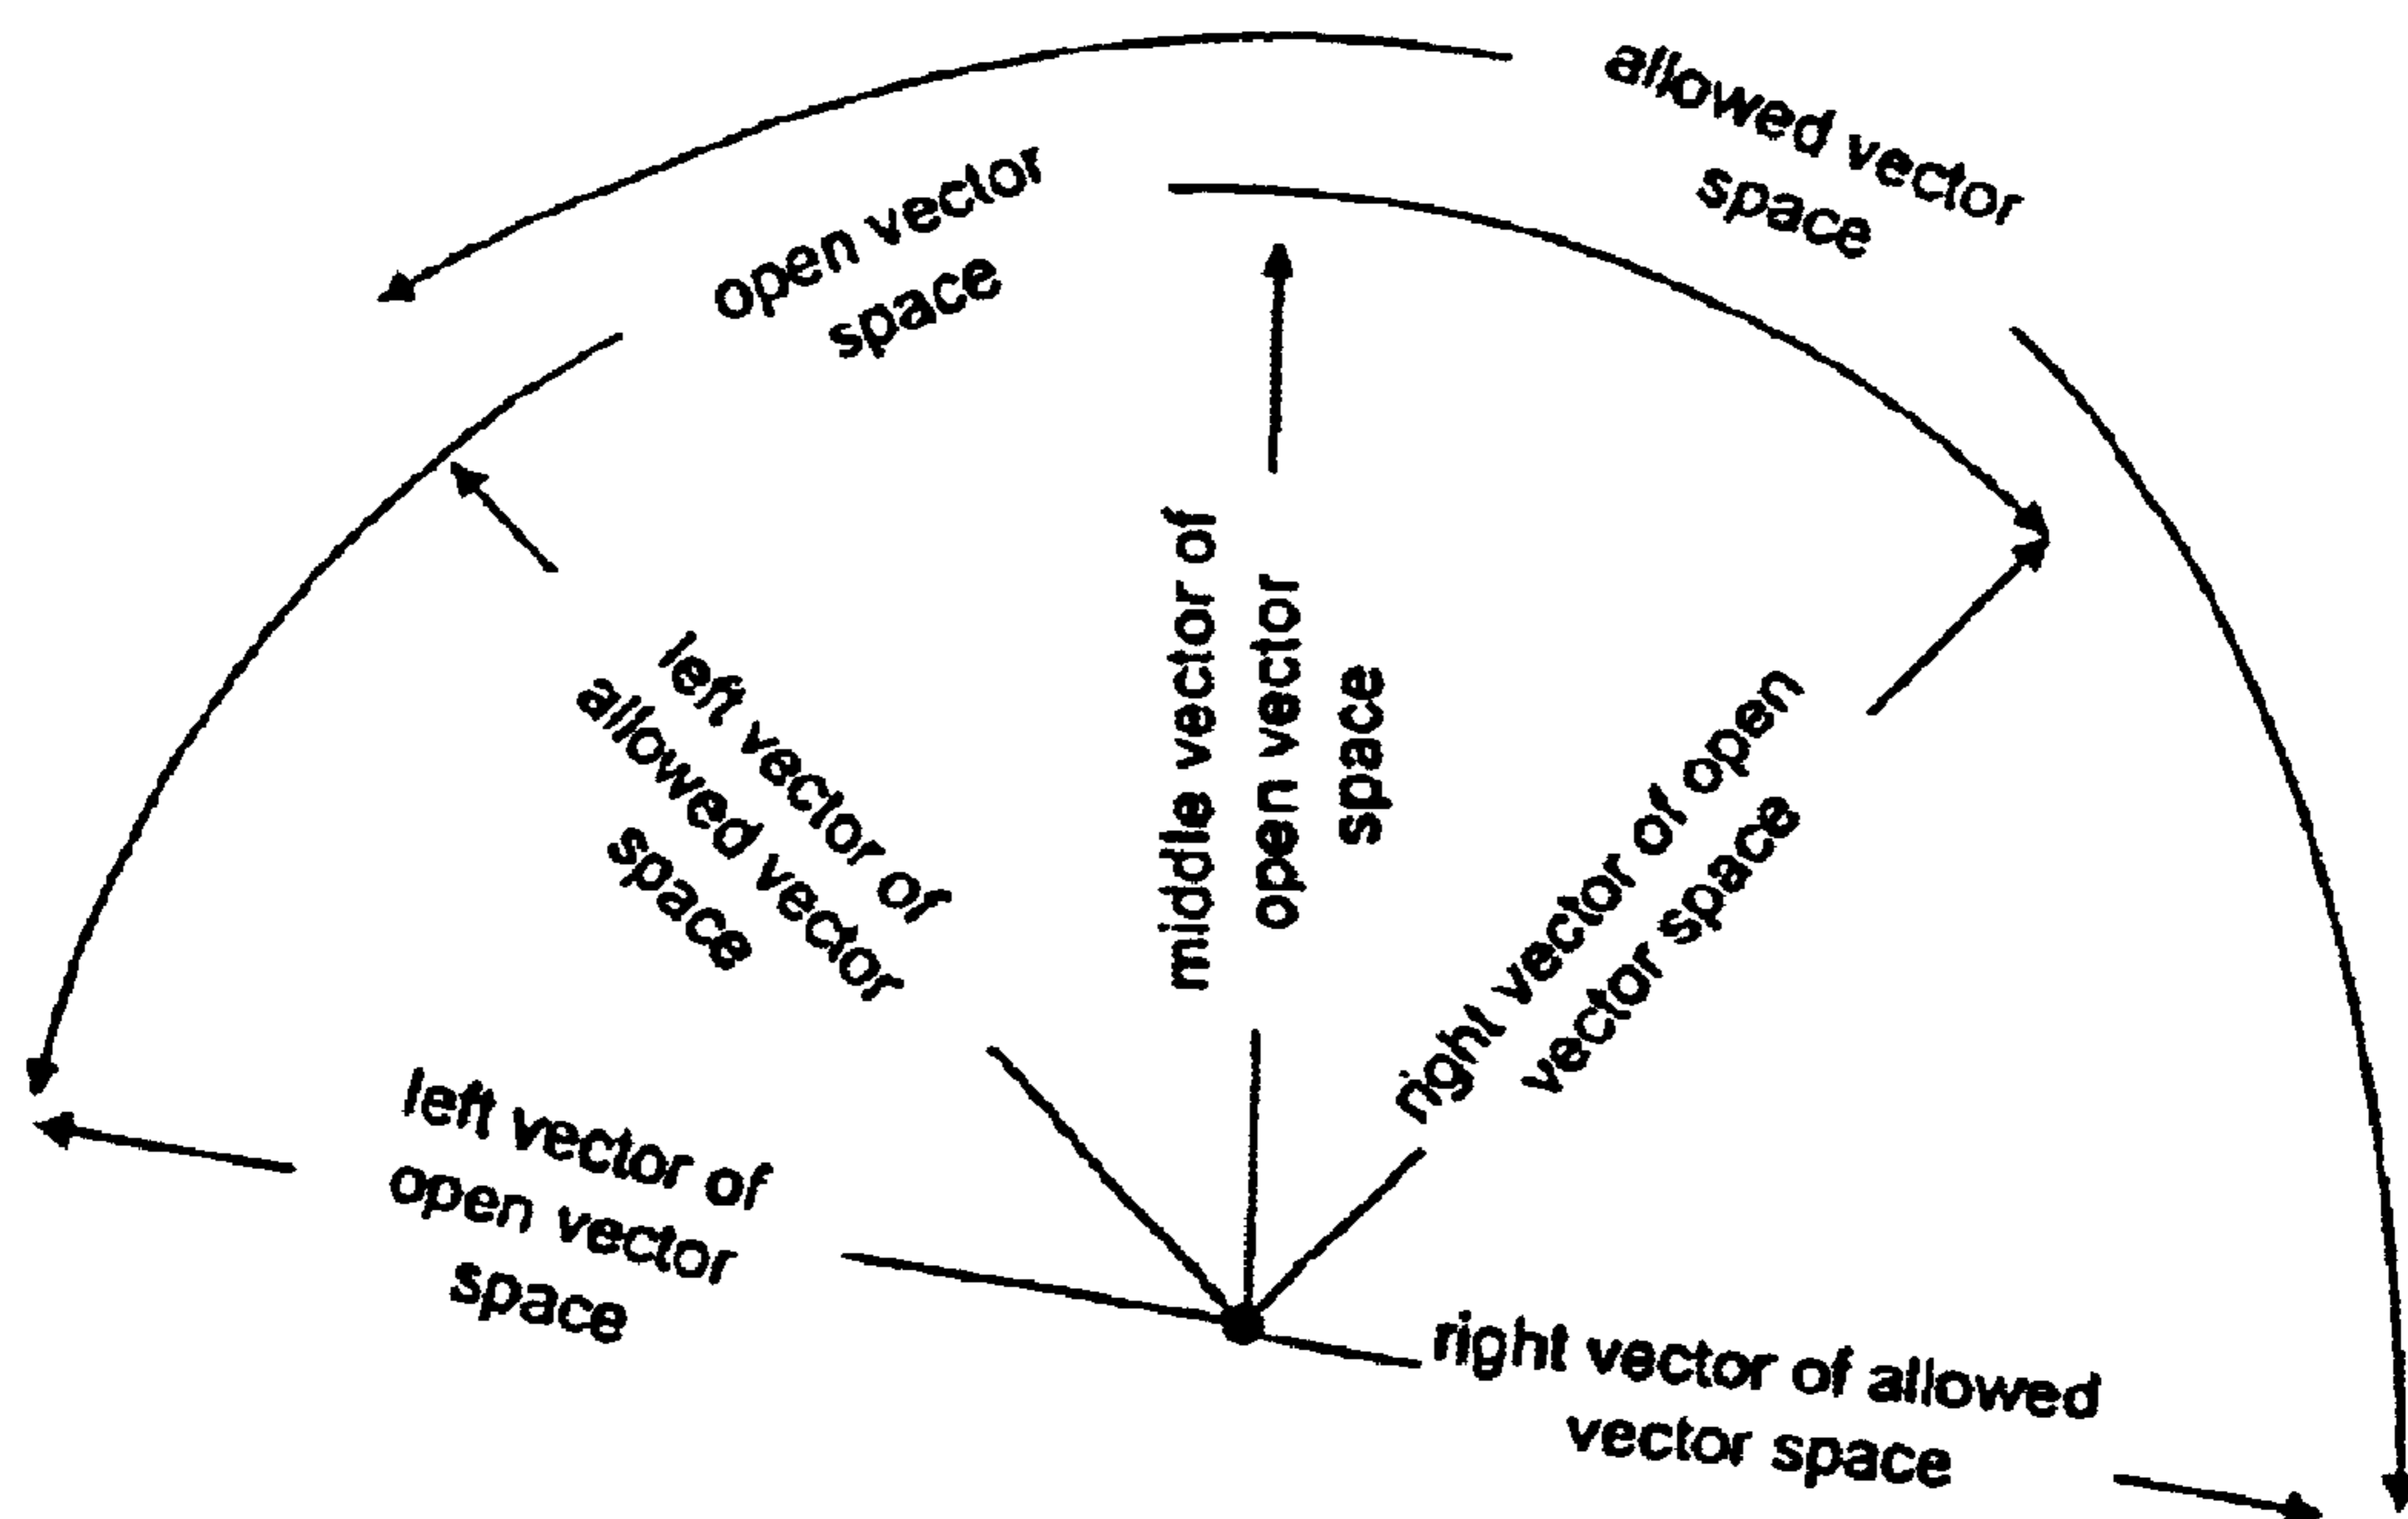 allowed vector
space
open vector
space
middle vector of
open vector
space
left vector of
allowed vector
space
right vector of open
vector space
left vector of
open vector
space
right vector of allowed
vector space